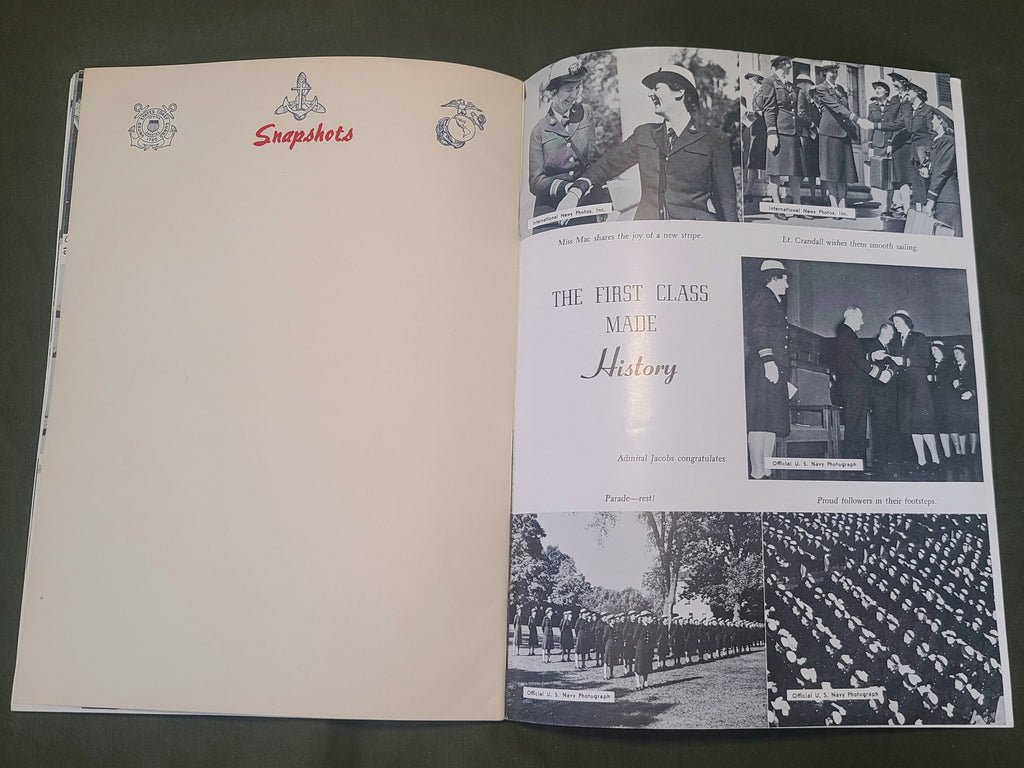 Snapshots
International News Photos, Inc.
International News Photos, Inc.
Miss Mac shares the joy of a new stripe.
Lt. Crandall wishes them smooth sailing.
THE FIRST CLASS
MADE
History
Official U. S. Navy Photograph
Admiral Jacobs congratulates.
Parade—rest!
Proud followers in their footsteps.
Official U. S. Navy Photograph
Official U. S. Navy Photograph